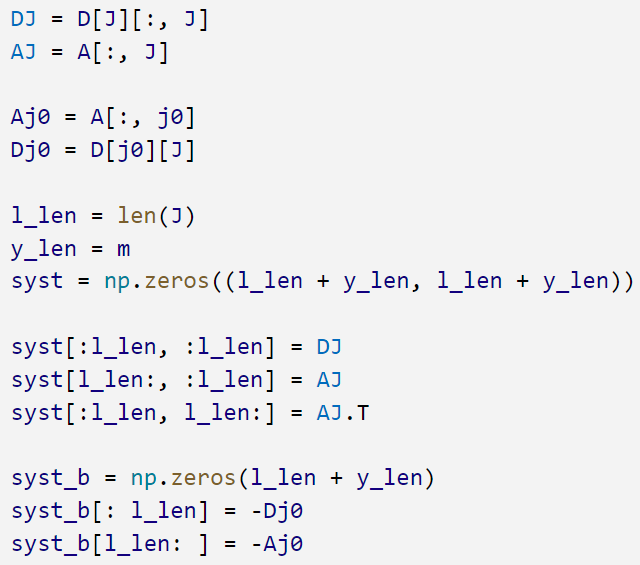 DJ = D[J][:, J]
AJ = A[:, J]
Aj0 = A[:, j0]
Dj0 = D[j0][J]
l_len = len(J)
y_len = m
syst = np.zeros((l_len + y_len, l_len + y_len))
syst[:l_len, :l_len] = DJ
syst[l_len:, :l_len] = AJ
syst[:l_len, l_len:] = AJ.T
syst_b = np.zeros(l_len + y_len)
syst_b[: l_len] = -Dj0
syst_b[l_len: ] = -Aj0